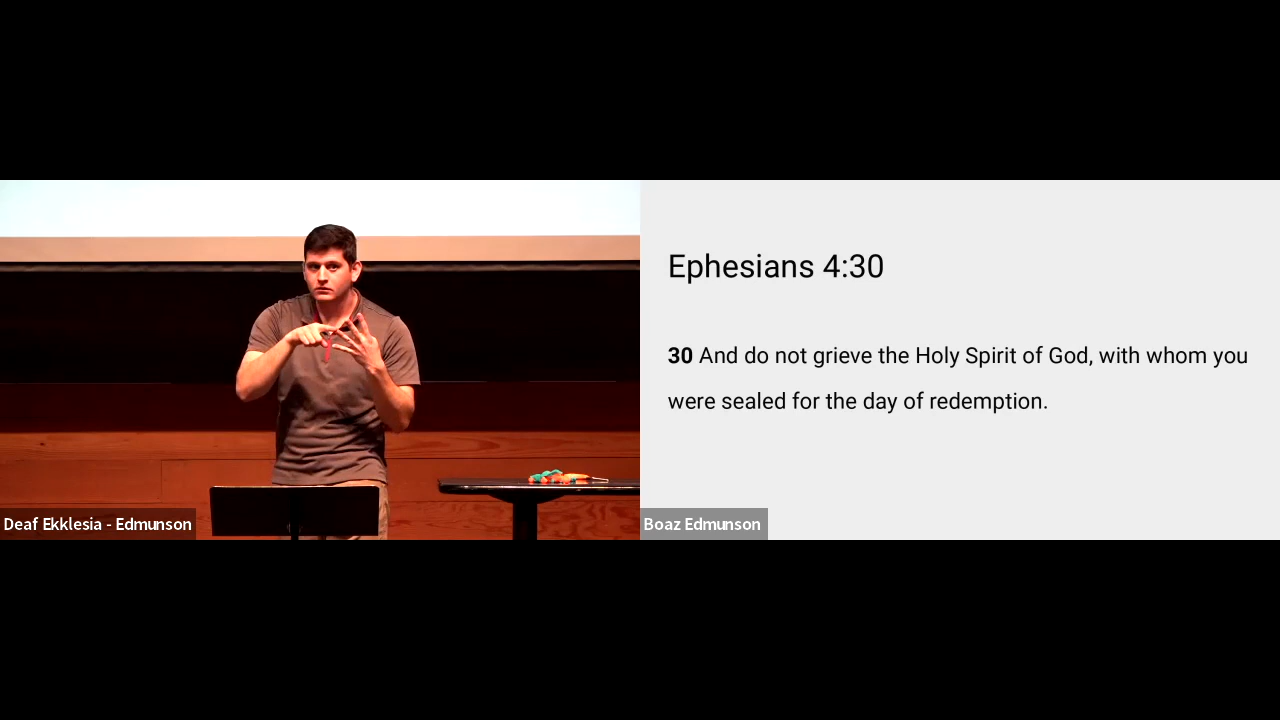 Ephesians 4:30
30 And do not grieve the Holy Spirit of God, with whom you
were sealed for the day of redemption.
Deaf Ekklesia - Edmunson
Boaz Edmunson